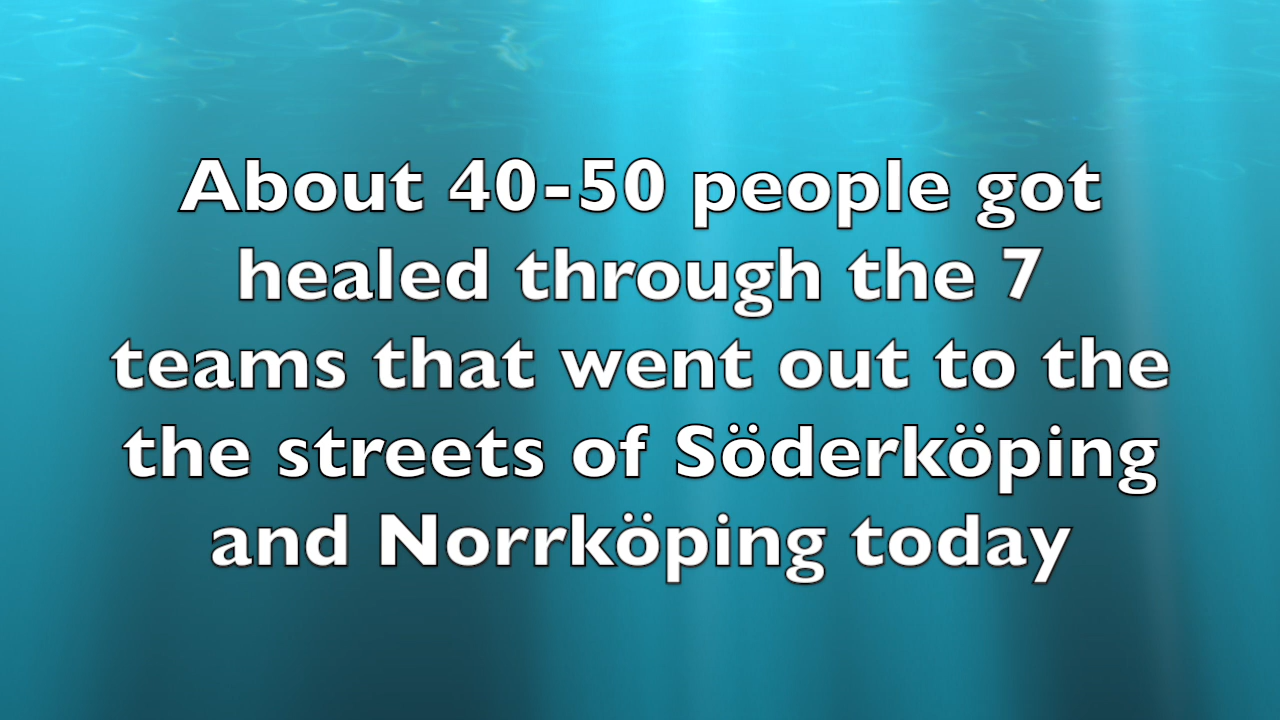 About 40-50 people got
healed through the 7
teams that went out to the
the streets of Söderköping
and Norrköping today